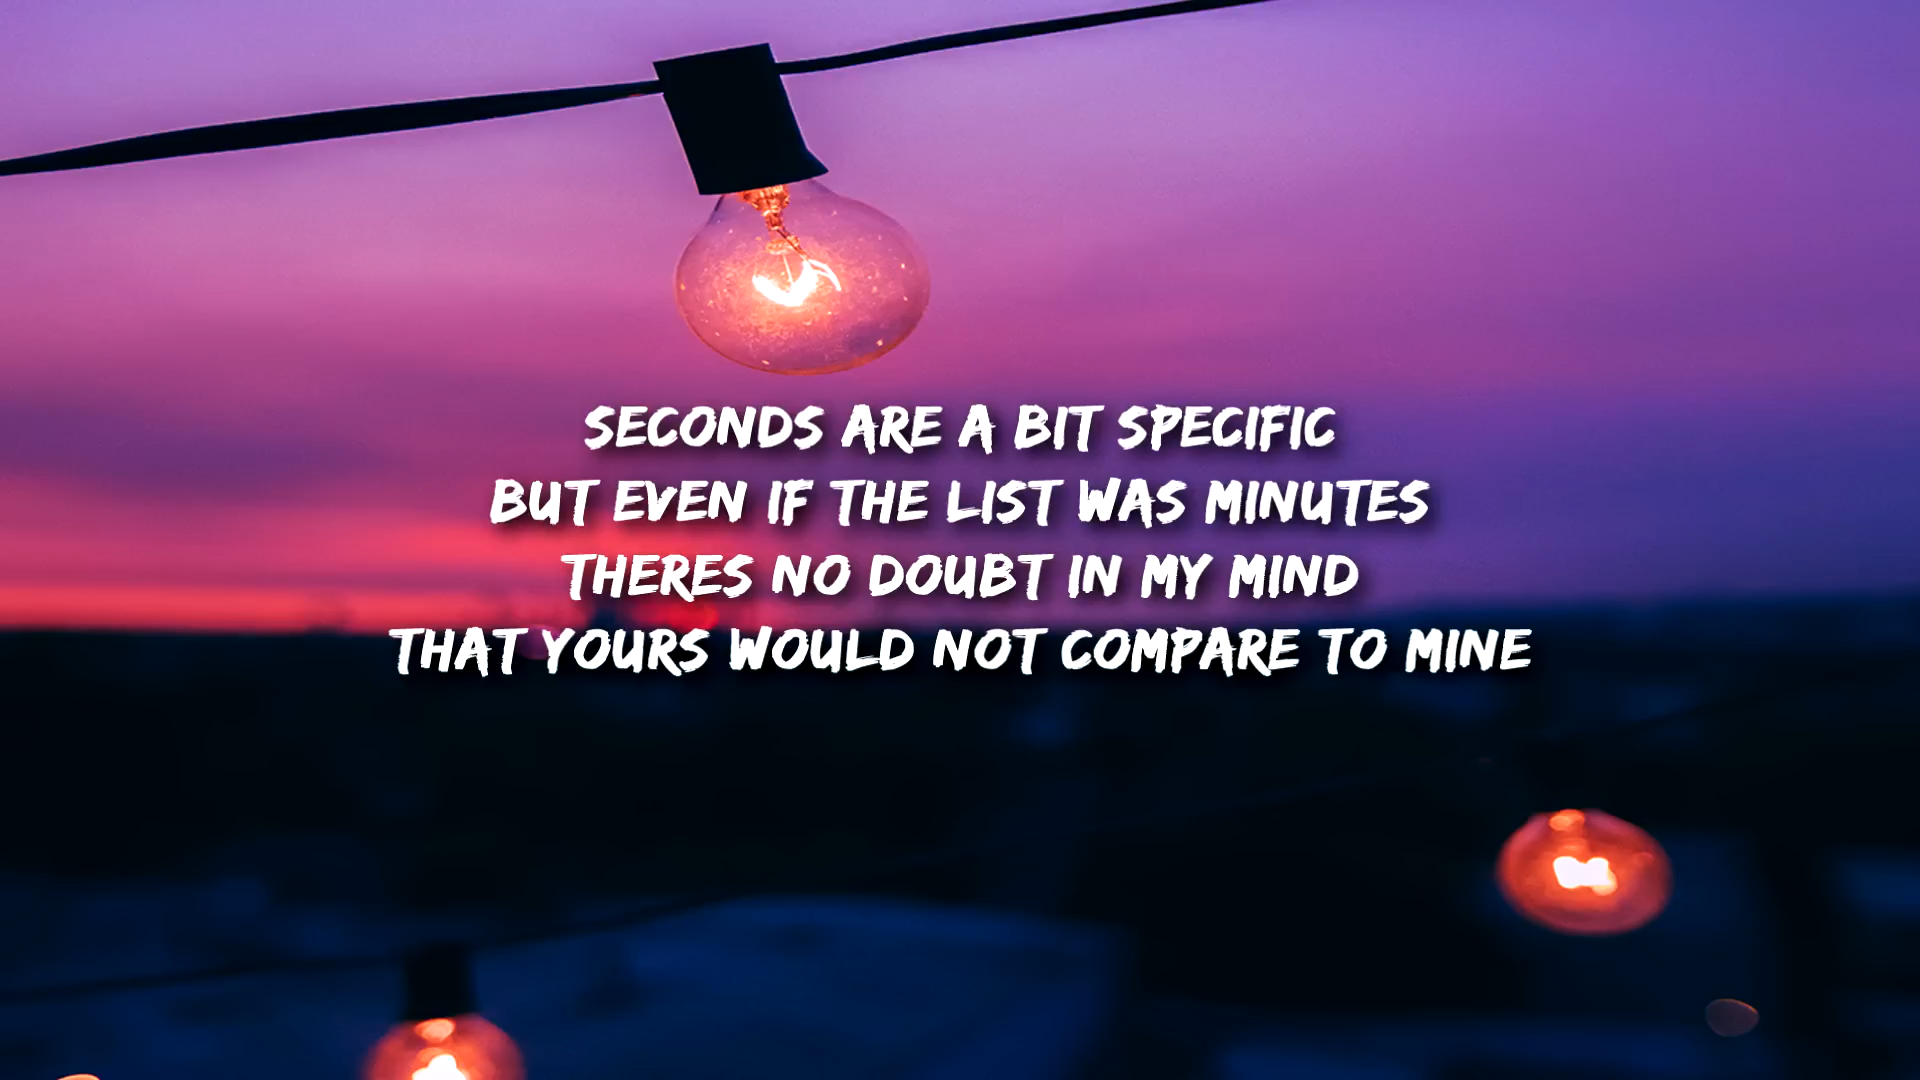 SECONDS ARE A BIT SPECIFIC
BUT EVEN IF THE LIST WAS MINUTES
THERES NO DOUBT IN MY MIND
THAT YOURS WOULD NOT COMPARE TO MINE